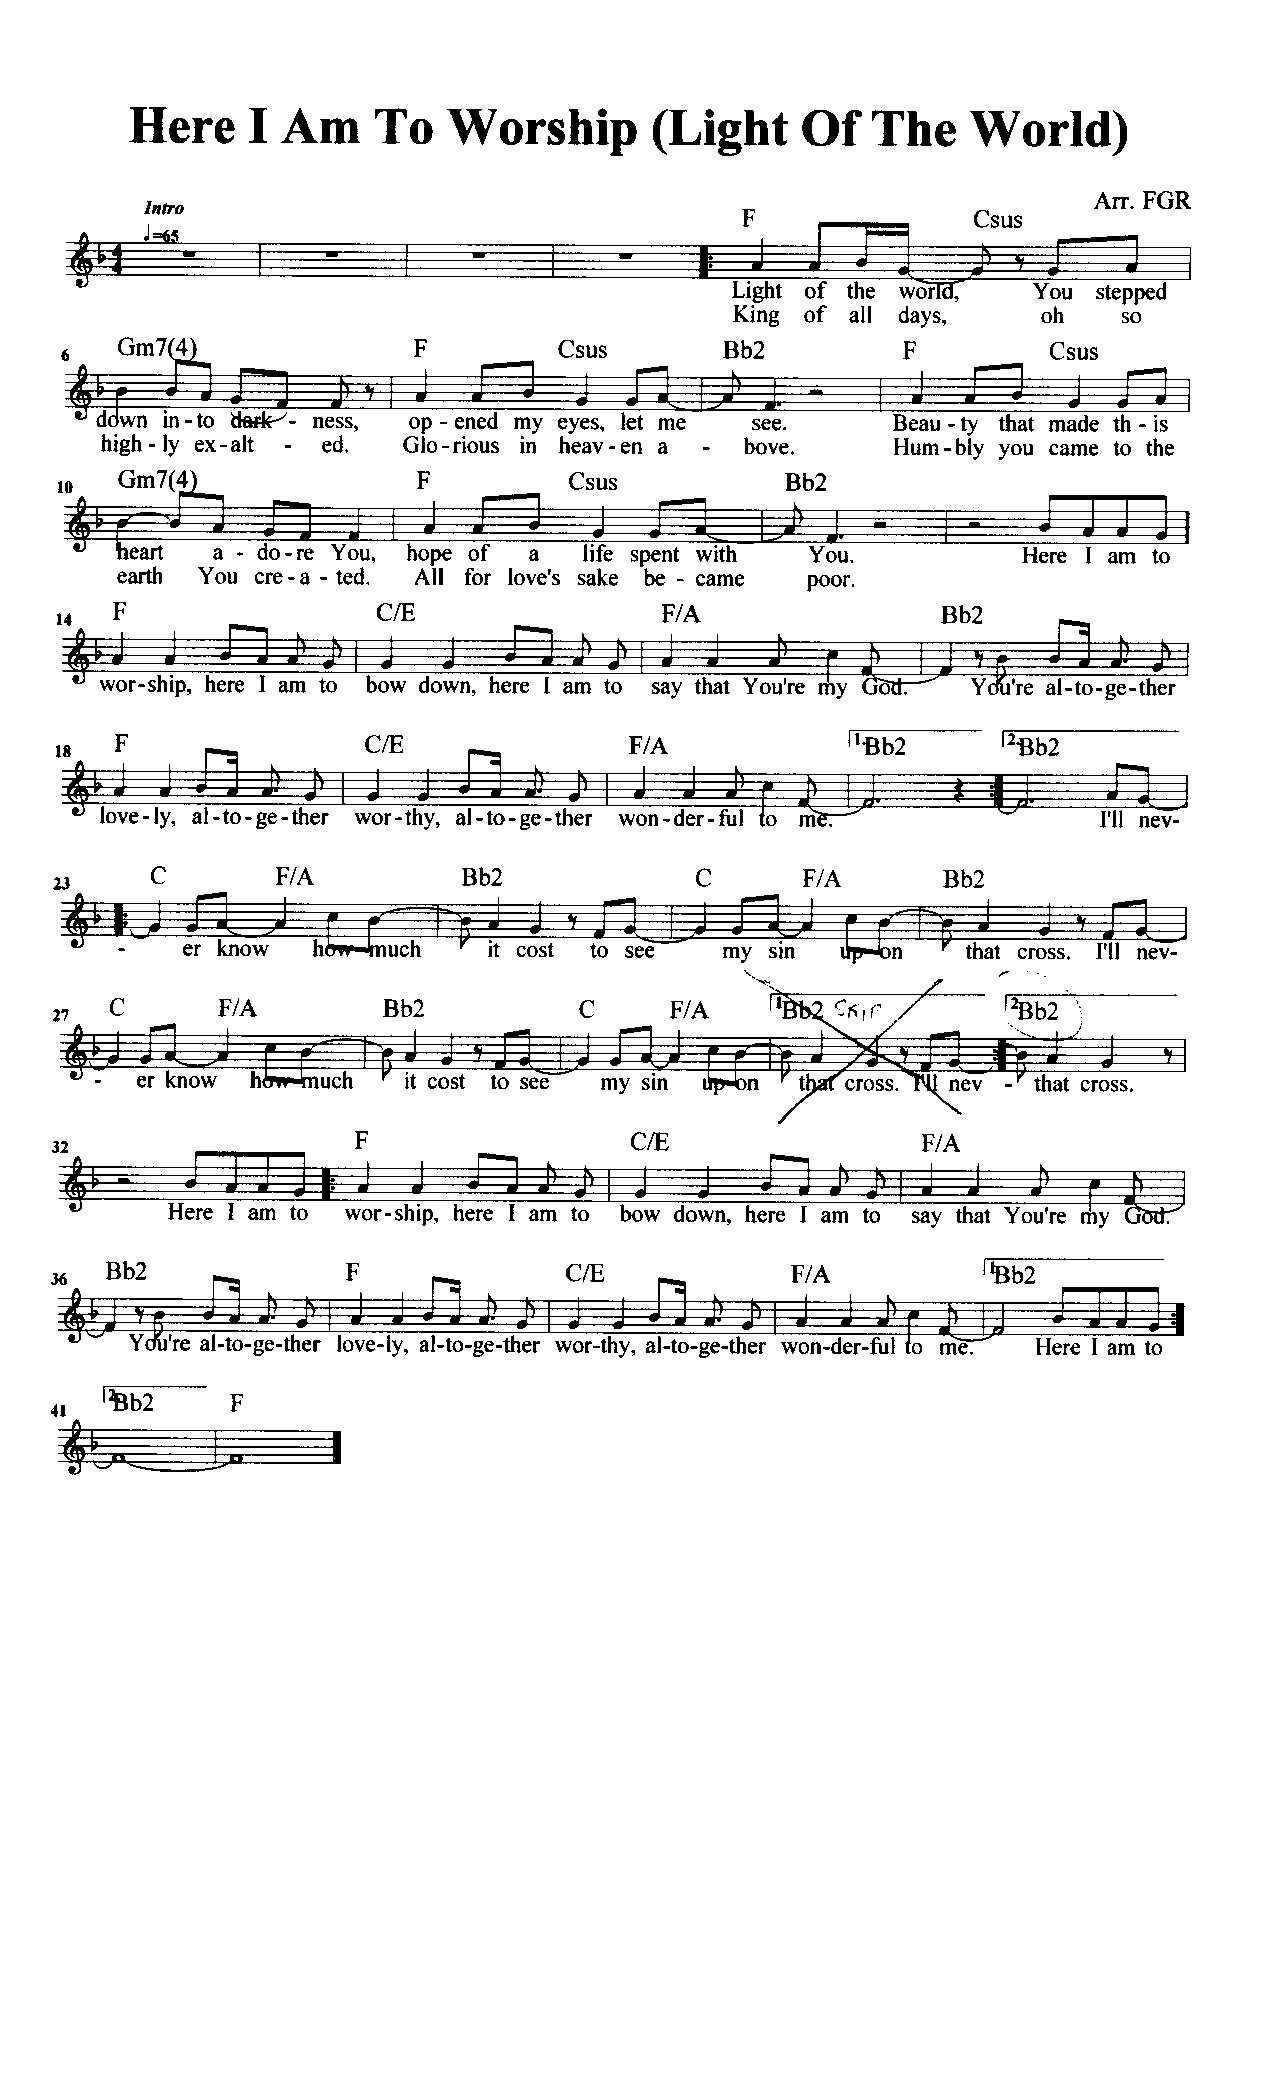 Here I Am To Worship (Light Of The World)
Arr. FGR
Intro
♩=65
F Csus
Light of the world, You stepped
King of all days, oh so
6 Gm7(4) F Csus Bb2 F Csus
down in-to dark - ness, op - ened my eyes, let me see. Beau - ty that made th - is
high - ly ex - alt - ed. Glo - rious in heav - en a - bove. Hum - bly you came to the
10 Gm7(4) F Csus Bb2
heart a - do - re You, hope of a life spent with You. Here I am to
earth You cre - a - ted. All for love's sake be - came poor.
14 F C/E F/A Bb2
wor-ship, here I am to bow down, here I am to say that You're my God. You're al-to-ge-ther
18 F C/E F/A 1. Bb2 2. Bb2
love-ly, al-to-ge-ther wor-thy, al-to-ge-ther won-der-ful to me. I'll nev-
23 C F/A Bb2 C F/A Bb2
- er know how much it cost to see my sin up-on that cross. I'll nev-
27 C F/A Bb2 C F/A 1. Bb2 Skip 2. Bb2
- er know how much it cost to see my sin up-on that cross. I'll nev - that cross.
32 F C/E F/A
Here I am to wor-ship, here I am to bow down, here I am to say that You're my God.
36 Bb2 F C/E F/A 1. Bb2
You're al-to-ge-ther love-ly, al-to-ge-ther wor-thy, al-to-ge-ther won-der-ful to me. Here I am to
41 2. Bb2 F